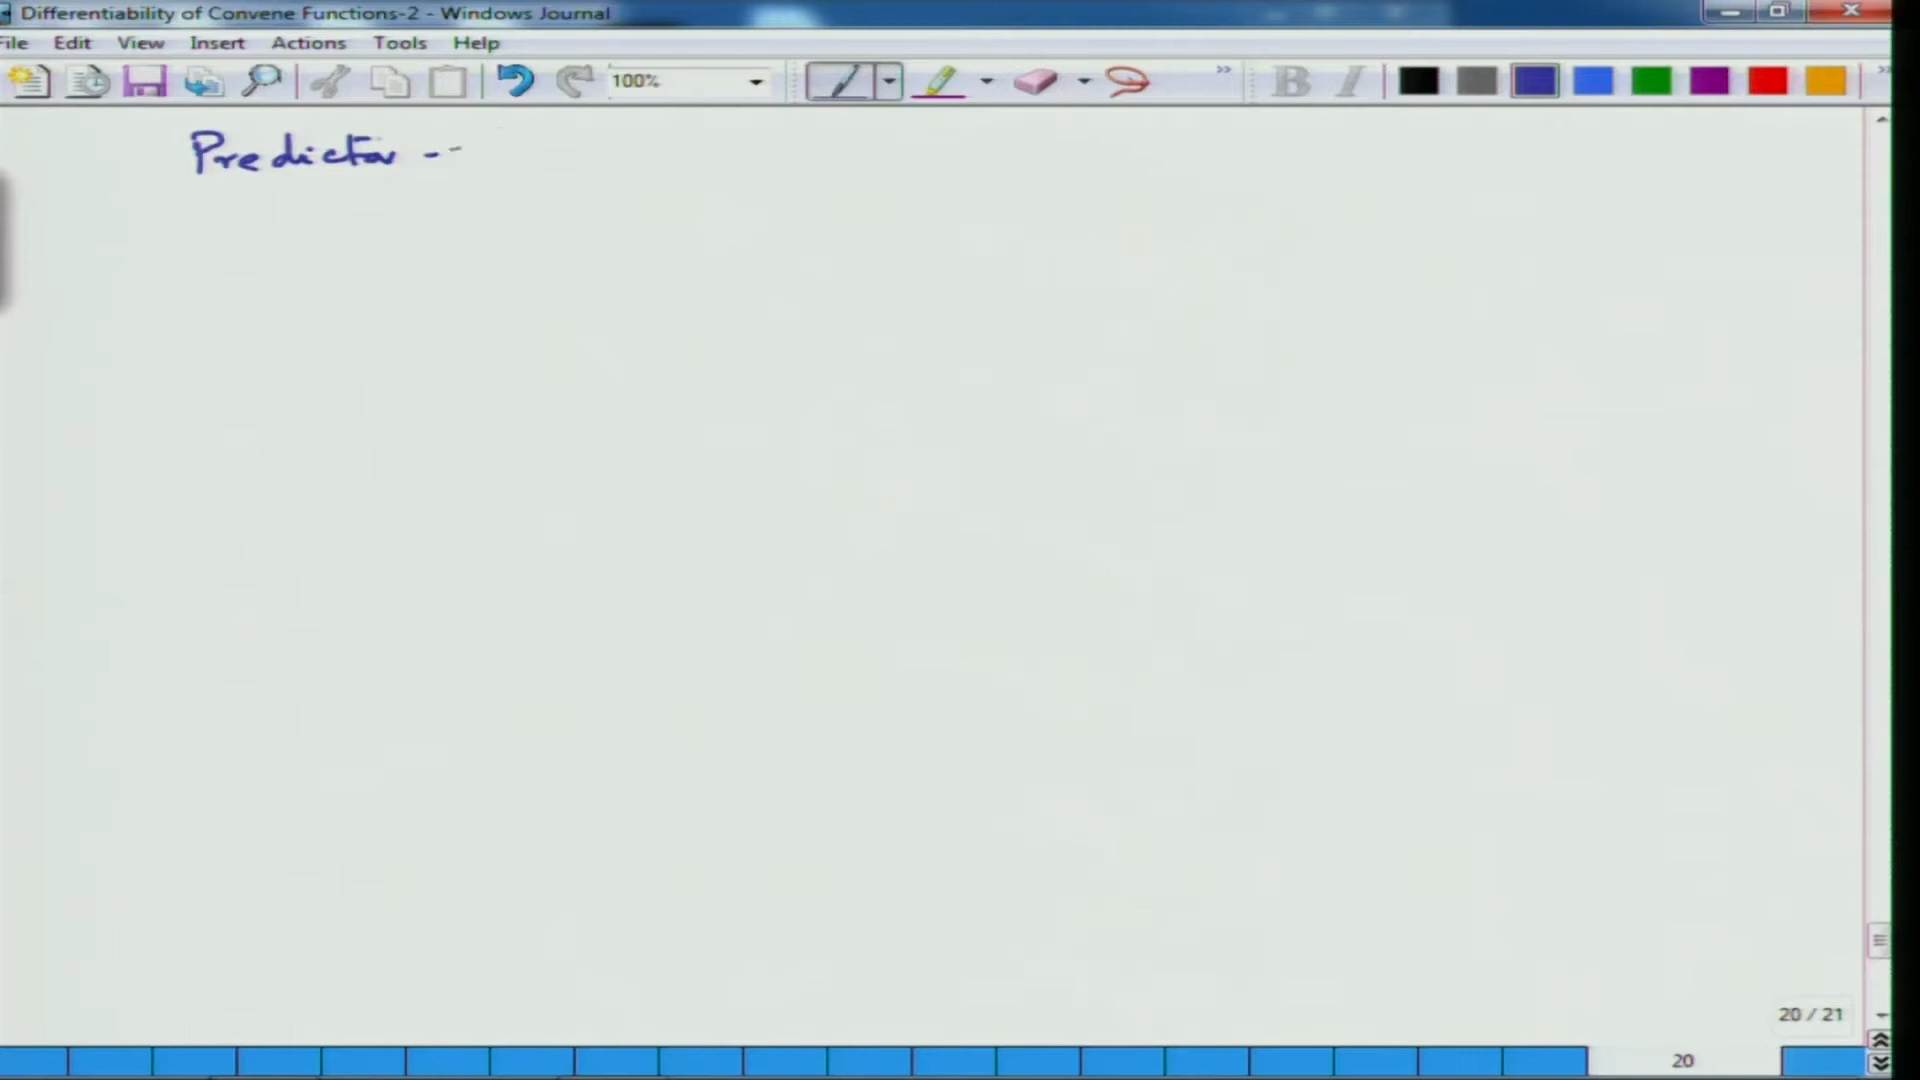 Differentiability of Convene Functions-2 - Windows Journal
File Edit View Insert Actions Tools Help
100%
B I
Predictor --
20 / 21
20